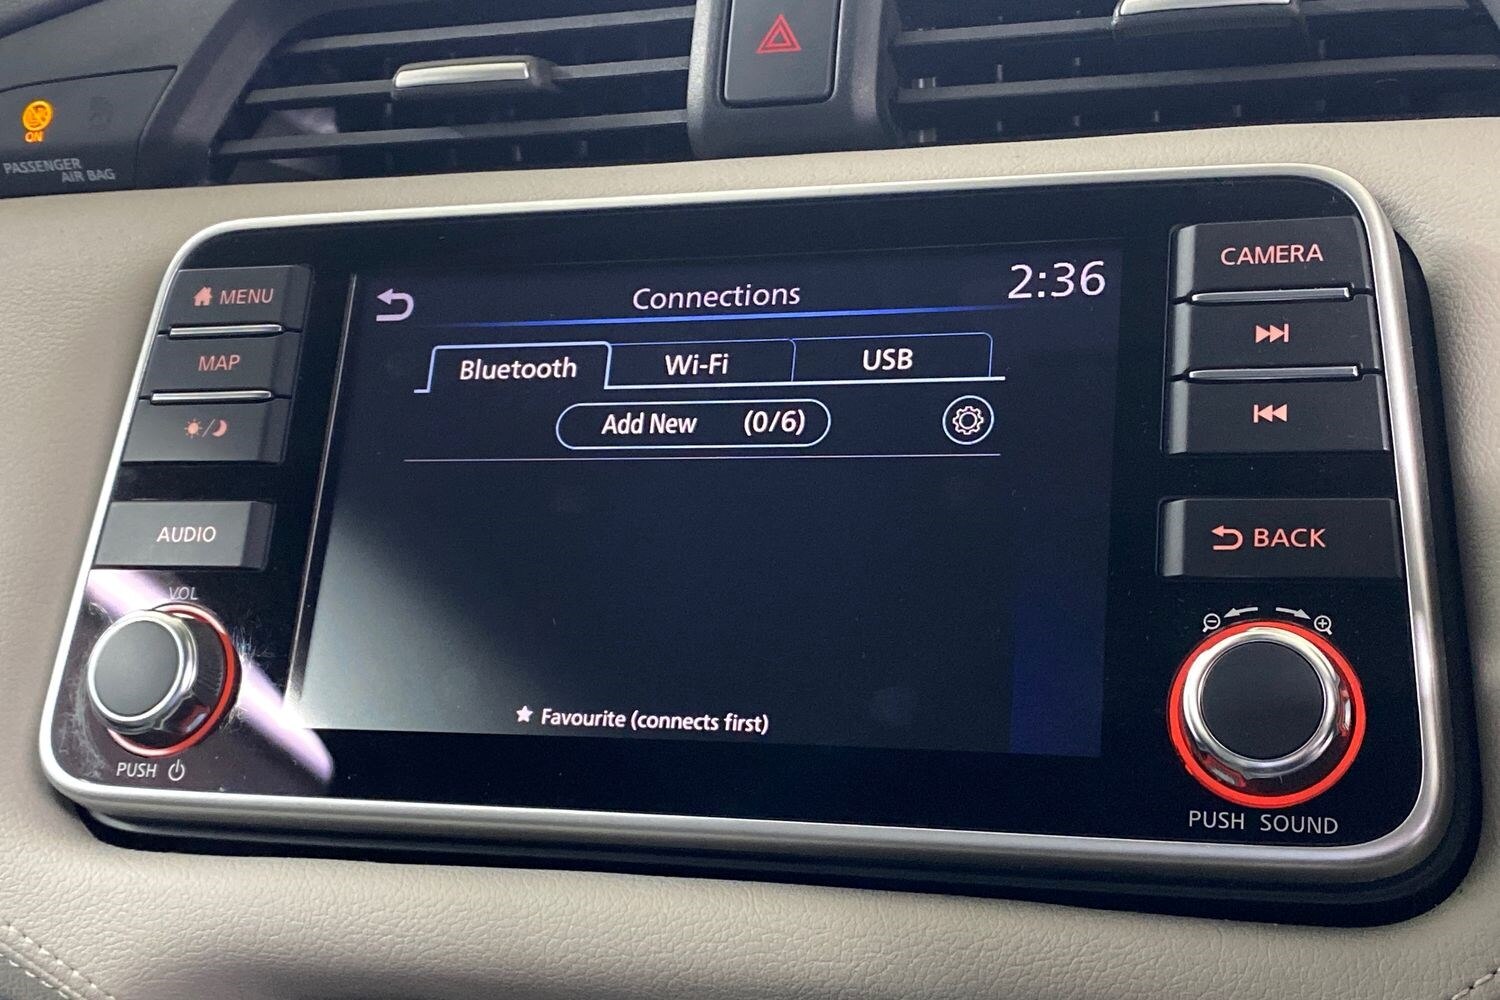 ON
PASSENGER
AIR BAG
MENU
MAP
AUDIO
VOL
PUSH
Connections
2:36
Bluetooth
Wi-Fi
USB
Add New (0/6)
★ Favourite (connects first)
CAMERA
BACK
PUSH SOUND